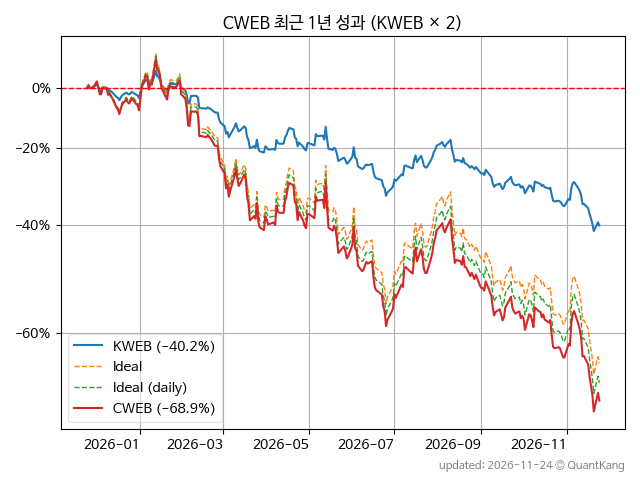 CWEB 최근 1년 성과 (KWEB × 2)
0%
−20%
−40%
−60%
KWEB (−40.2%)
Ideal
Ideal (daily)
CWEB (−68.9%)
2026-01 2026-03 2026-05 2026-07 2026-09 2026-11
updated: 2026-11-24 ⓒ QuantKang